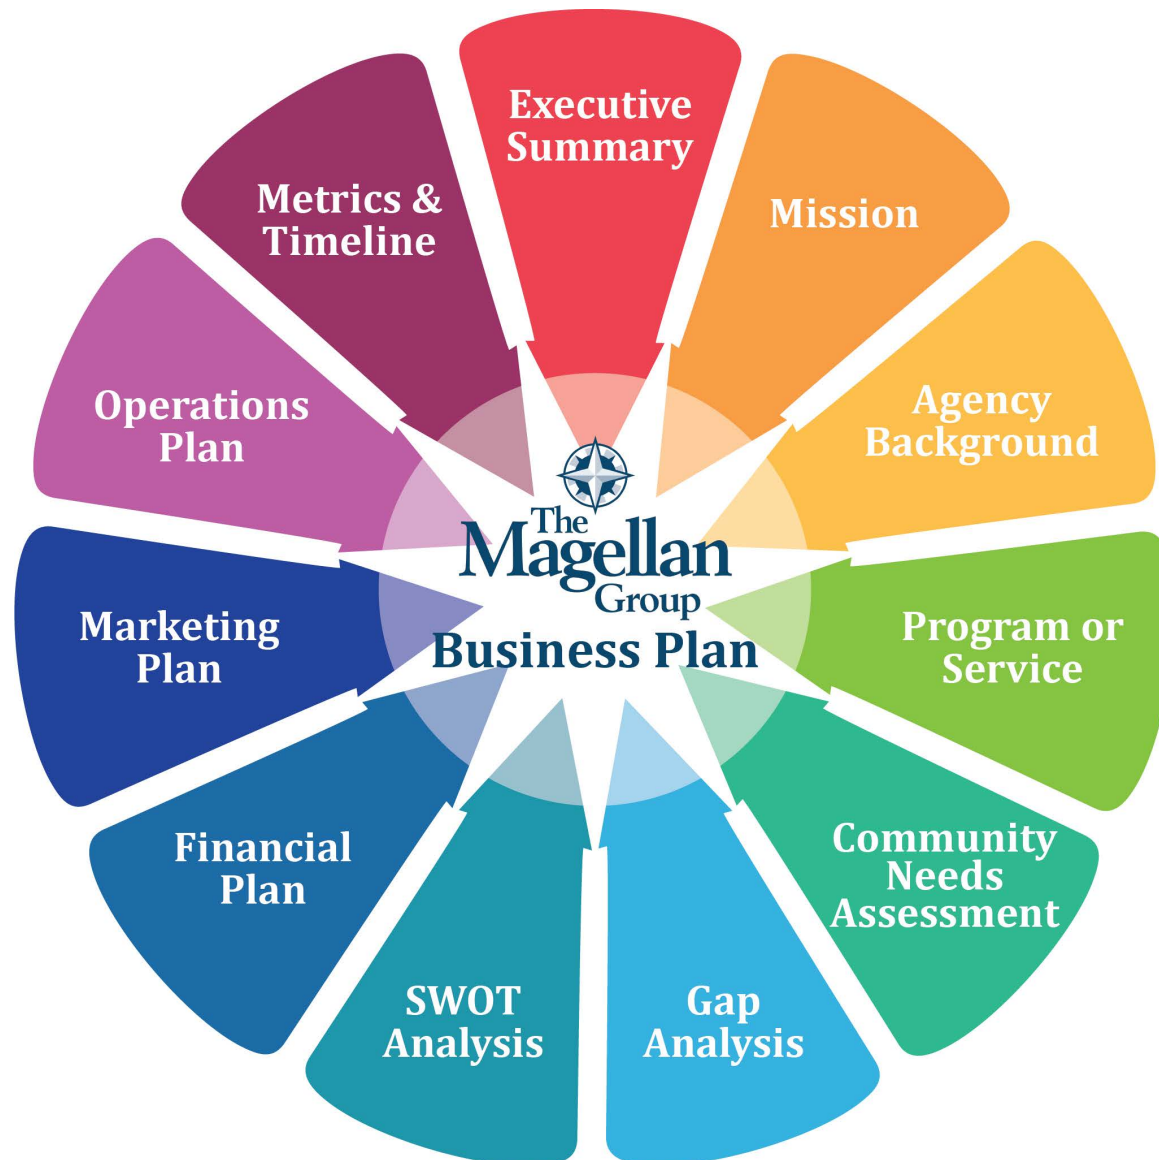 Executive
Summary
Mission
Agency
Background
Program or
Service
Community
Needs
Assessment
Gap
Analysis
SWOT
Analysis
Financial
Plan
Marketing
Plan
Operations
Plan
Metrics &
Timeline
The
Magellan
Group
Business Plan